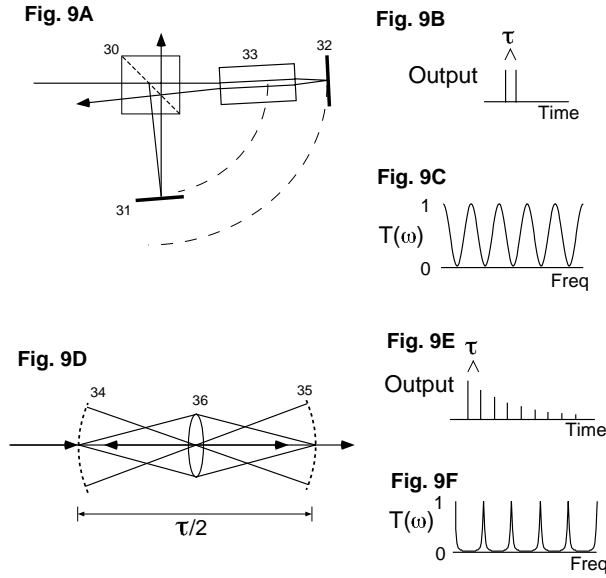 Fig. 9A
30
33
32
31
Fig. 9B
τ
Output
Time
Fig. 9C
1
T(ω)
0
Freq
Fig. 9D
34
36
35
τ/2
Fig. 9E
τ
Output
Time
Fig. 9F
1
T(ω)
0
Freq